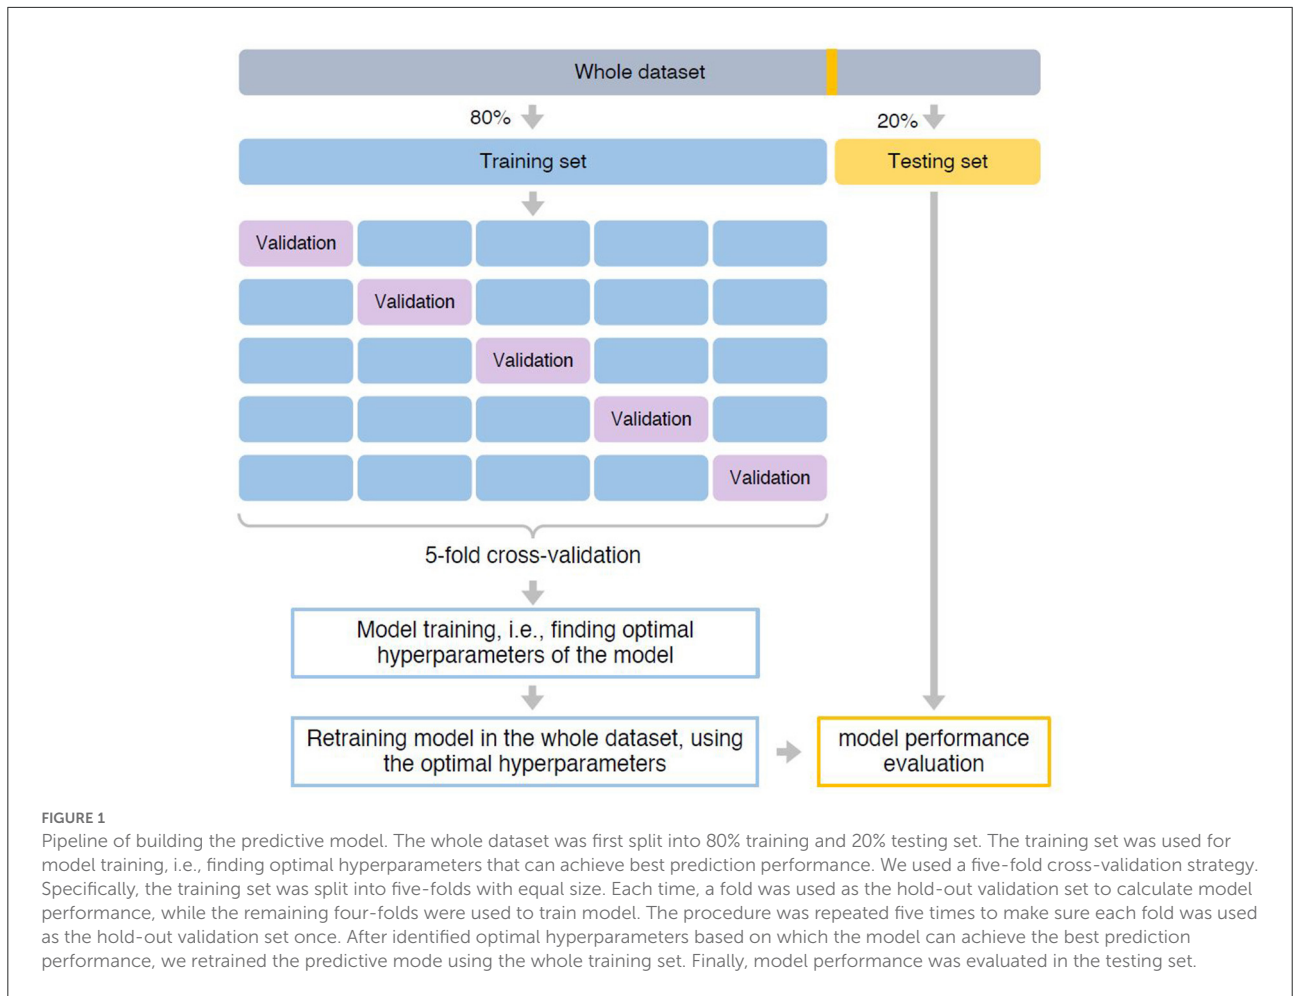 Whole dataset
80%
20%
Training set
Testing set
Validation
Validation
Validation
Validation
Validation
5-fold cross-validation
Model training, i.e., finding optimal
hyperparameters of the model
Retraining model in the whole dataset, using
the optimal hyperparameters
model performance
evaluation
FIGURE 1
Pipeline of building the predictive model. The whole dataset was first split into 80% training and 20% testing set. The training set was used for
model training, i.e., finding optimal hyperparameters that can achieve best prediction performance. We used a five-fold cross-validation strategy.
Specifically, the training set was split into five-folds with equal size. Each time, a fold was used as the hold-out validation set to calculate model
performance, while the remaining four-folds were used to train model. The procedure was repeated five times to make sure each fold was used
as the hold-out validation set once. After identified optimal hyperparameters based on which the model can achieve the best prediction
performance, we retrained the predictive mode using the whole training set. Finally, model performance was evaluated in the testing set.